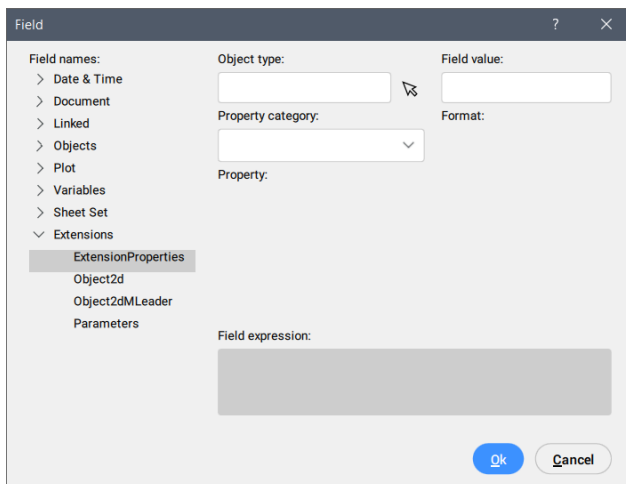 Field
?
Field names:
Date & Time
Document
Linked
Objects
Plot
Variables
Sheet Set
Extensions
ExtensionProperties
Object2d
Object2dMLeader
Parameters
Object type:
Property category:
Property:
Field value:
Format:
Field expression:
Ok
Cancel